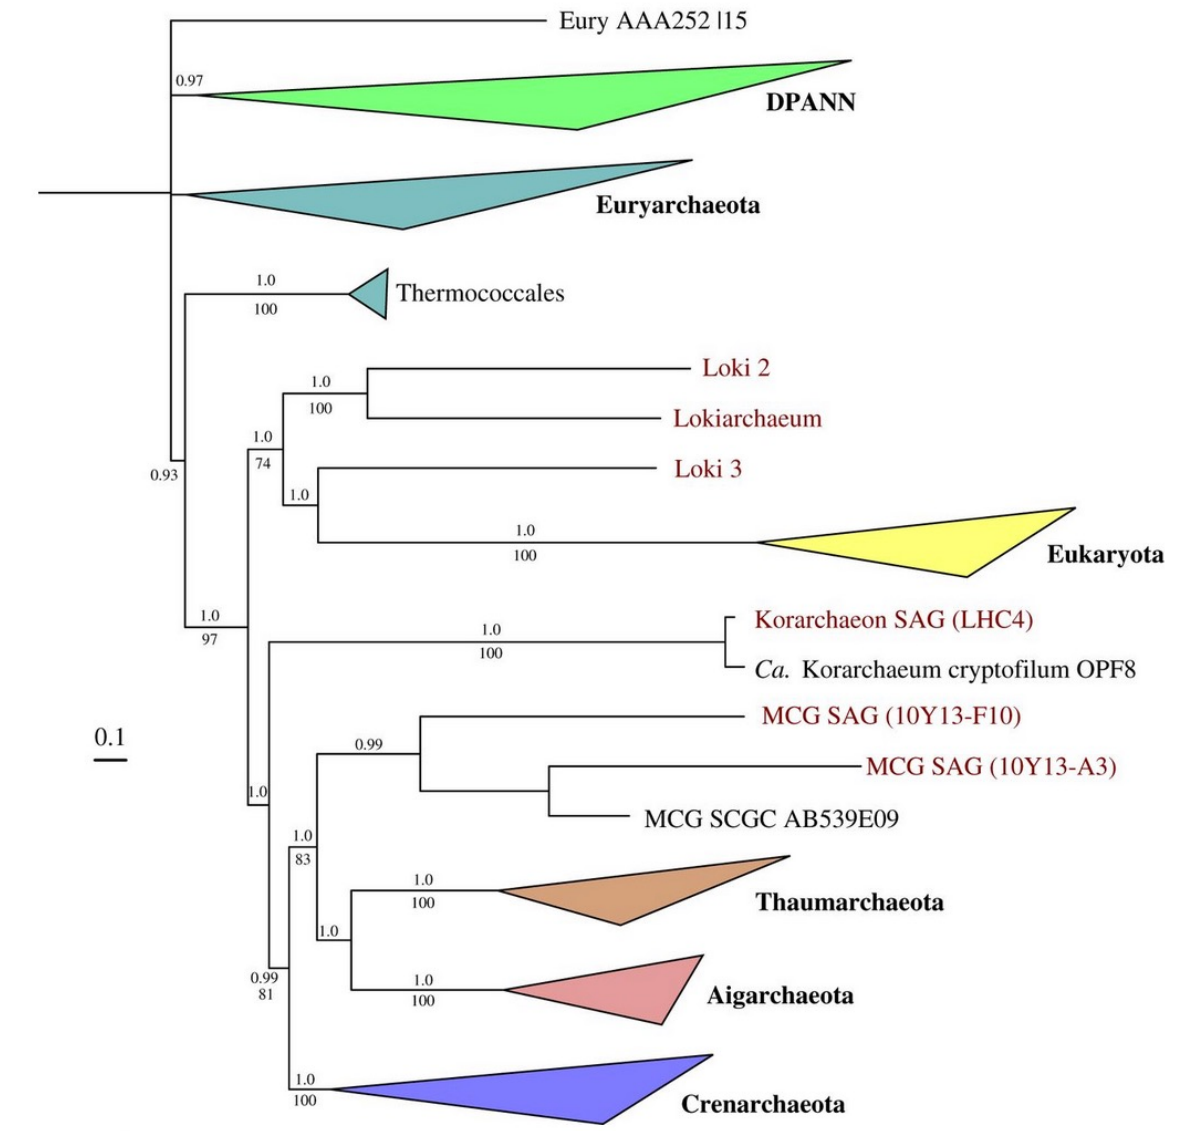 Eury AAA252 I15
0.97
DPANN
Euryarchaeota
1.0
100
Thermococcales
Loki 2
1.0
100
Lokiarchaeum
1.0
74
Loki 3
0.93
1.0
1.0
100
Eukaryota
1.0
97
Korarchaeon SAG (LHC4)
1.0
100
Ca. Korarchaeum cryptofilum OPF8
MCG SAG (10Y13-F10)
0.1
0.99
MCG SAG (10Y13-A3)
1.0
MCG SCGC AB539E09
1.0
83
1.0
100
Thaumarchaeota
1.0
0.99
81
1.0
100
Aigarchaeota
1.0
100
Crenarchaeota